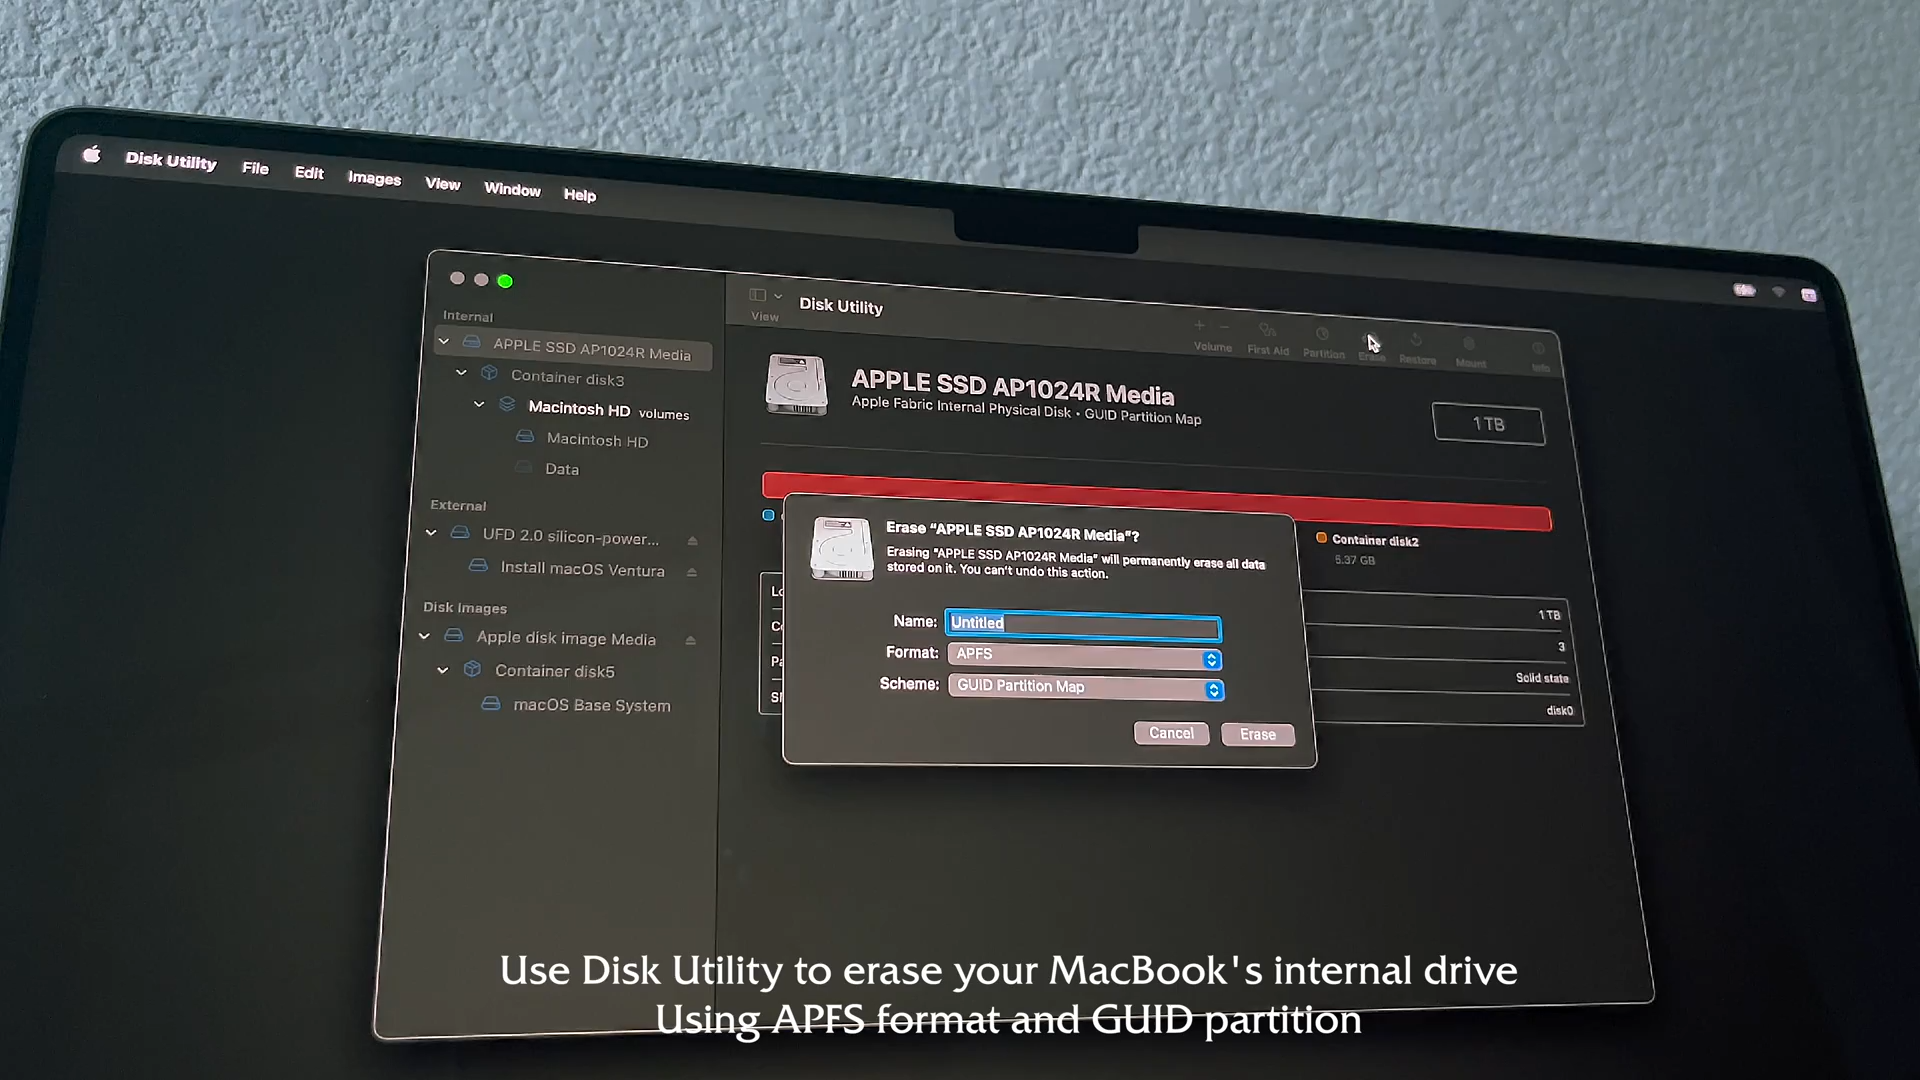 Disk Utility File Edit Images View Window Help
Disk Utility
View
Volume First Aid Partition Erase Restore Mount Info
Internal
APPLE SSD AP1024R Media
Container disk3
Macintosh HD volumes
Macintosh HD
Data
External
UFD 2.0 silicon-power...
Install macOS Ventura
Disk Images
Apple disk image Media
Container disk5
macOS Base System
APPLE SSD AP1024R Media
Apple Fabric Internal Physical Disk • GUID Partition Map
1 TB
Container disk2
5.37 GB
1 TB
3
Solid state
disk0
Erase “APPLE SSD AP1024R Media”?
Erasing “APPLE SSD AP1024R Media” will permanently erase all data
stored on it. You can’t undo this action.
Name: Untitled
Format: APFS
Scheme: GUID Partition Map
Cancel Erase
Use Disk Utility to erase your MacBook's internal drive
Using APFS format and GUID partition